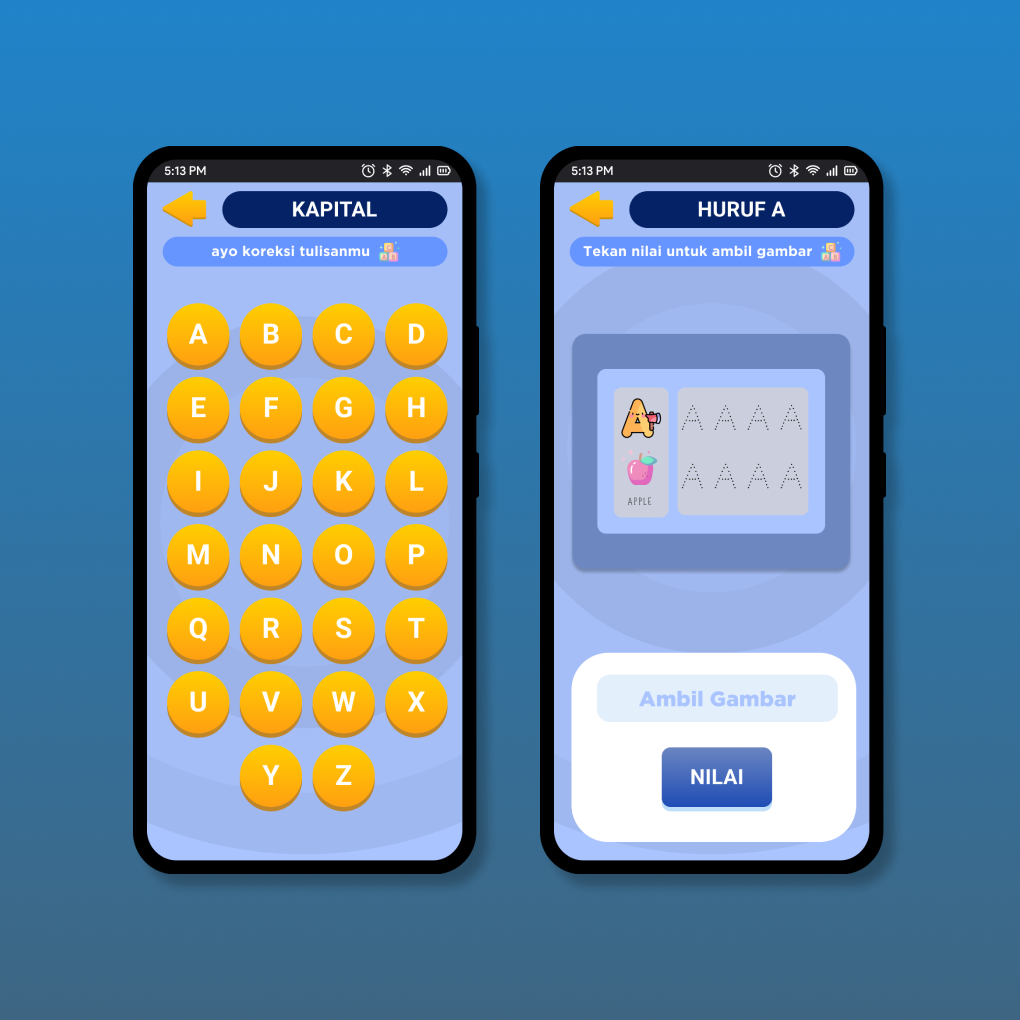 5:13 PM
KAPITAL
ayo koreksi tulisanmu
A B C D
E F G H
I J K L
M N O P
Q R S T
U V W X
Y Z
5:13 PM
HURUF A
Tekan nilai untuk ambil gambar
A A A A A
APPLE
A A A A
Ambil Gambar
NILAI